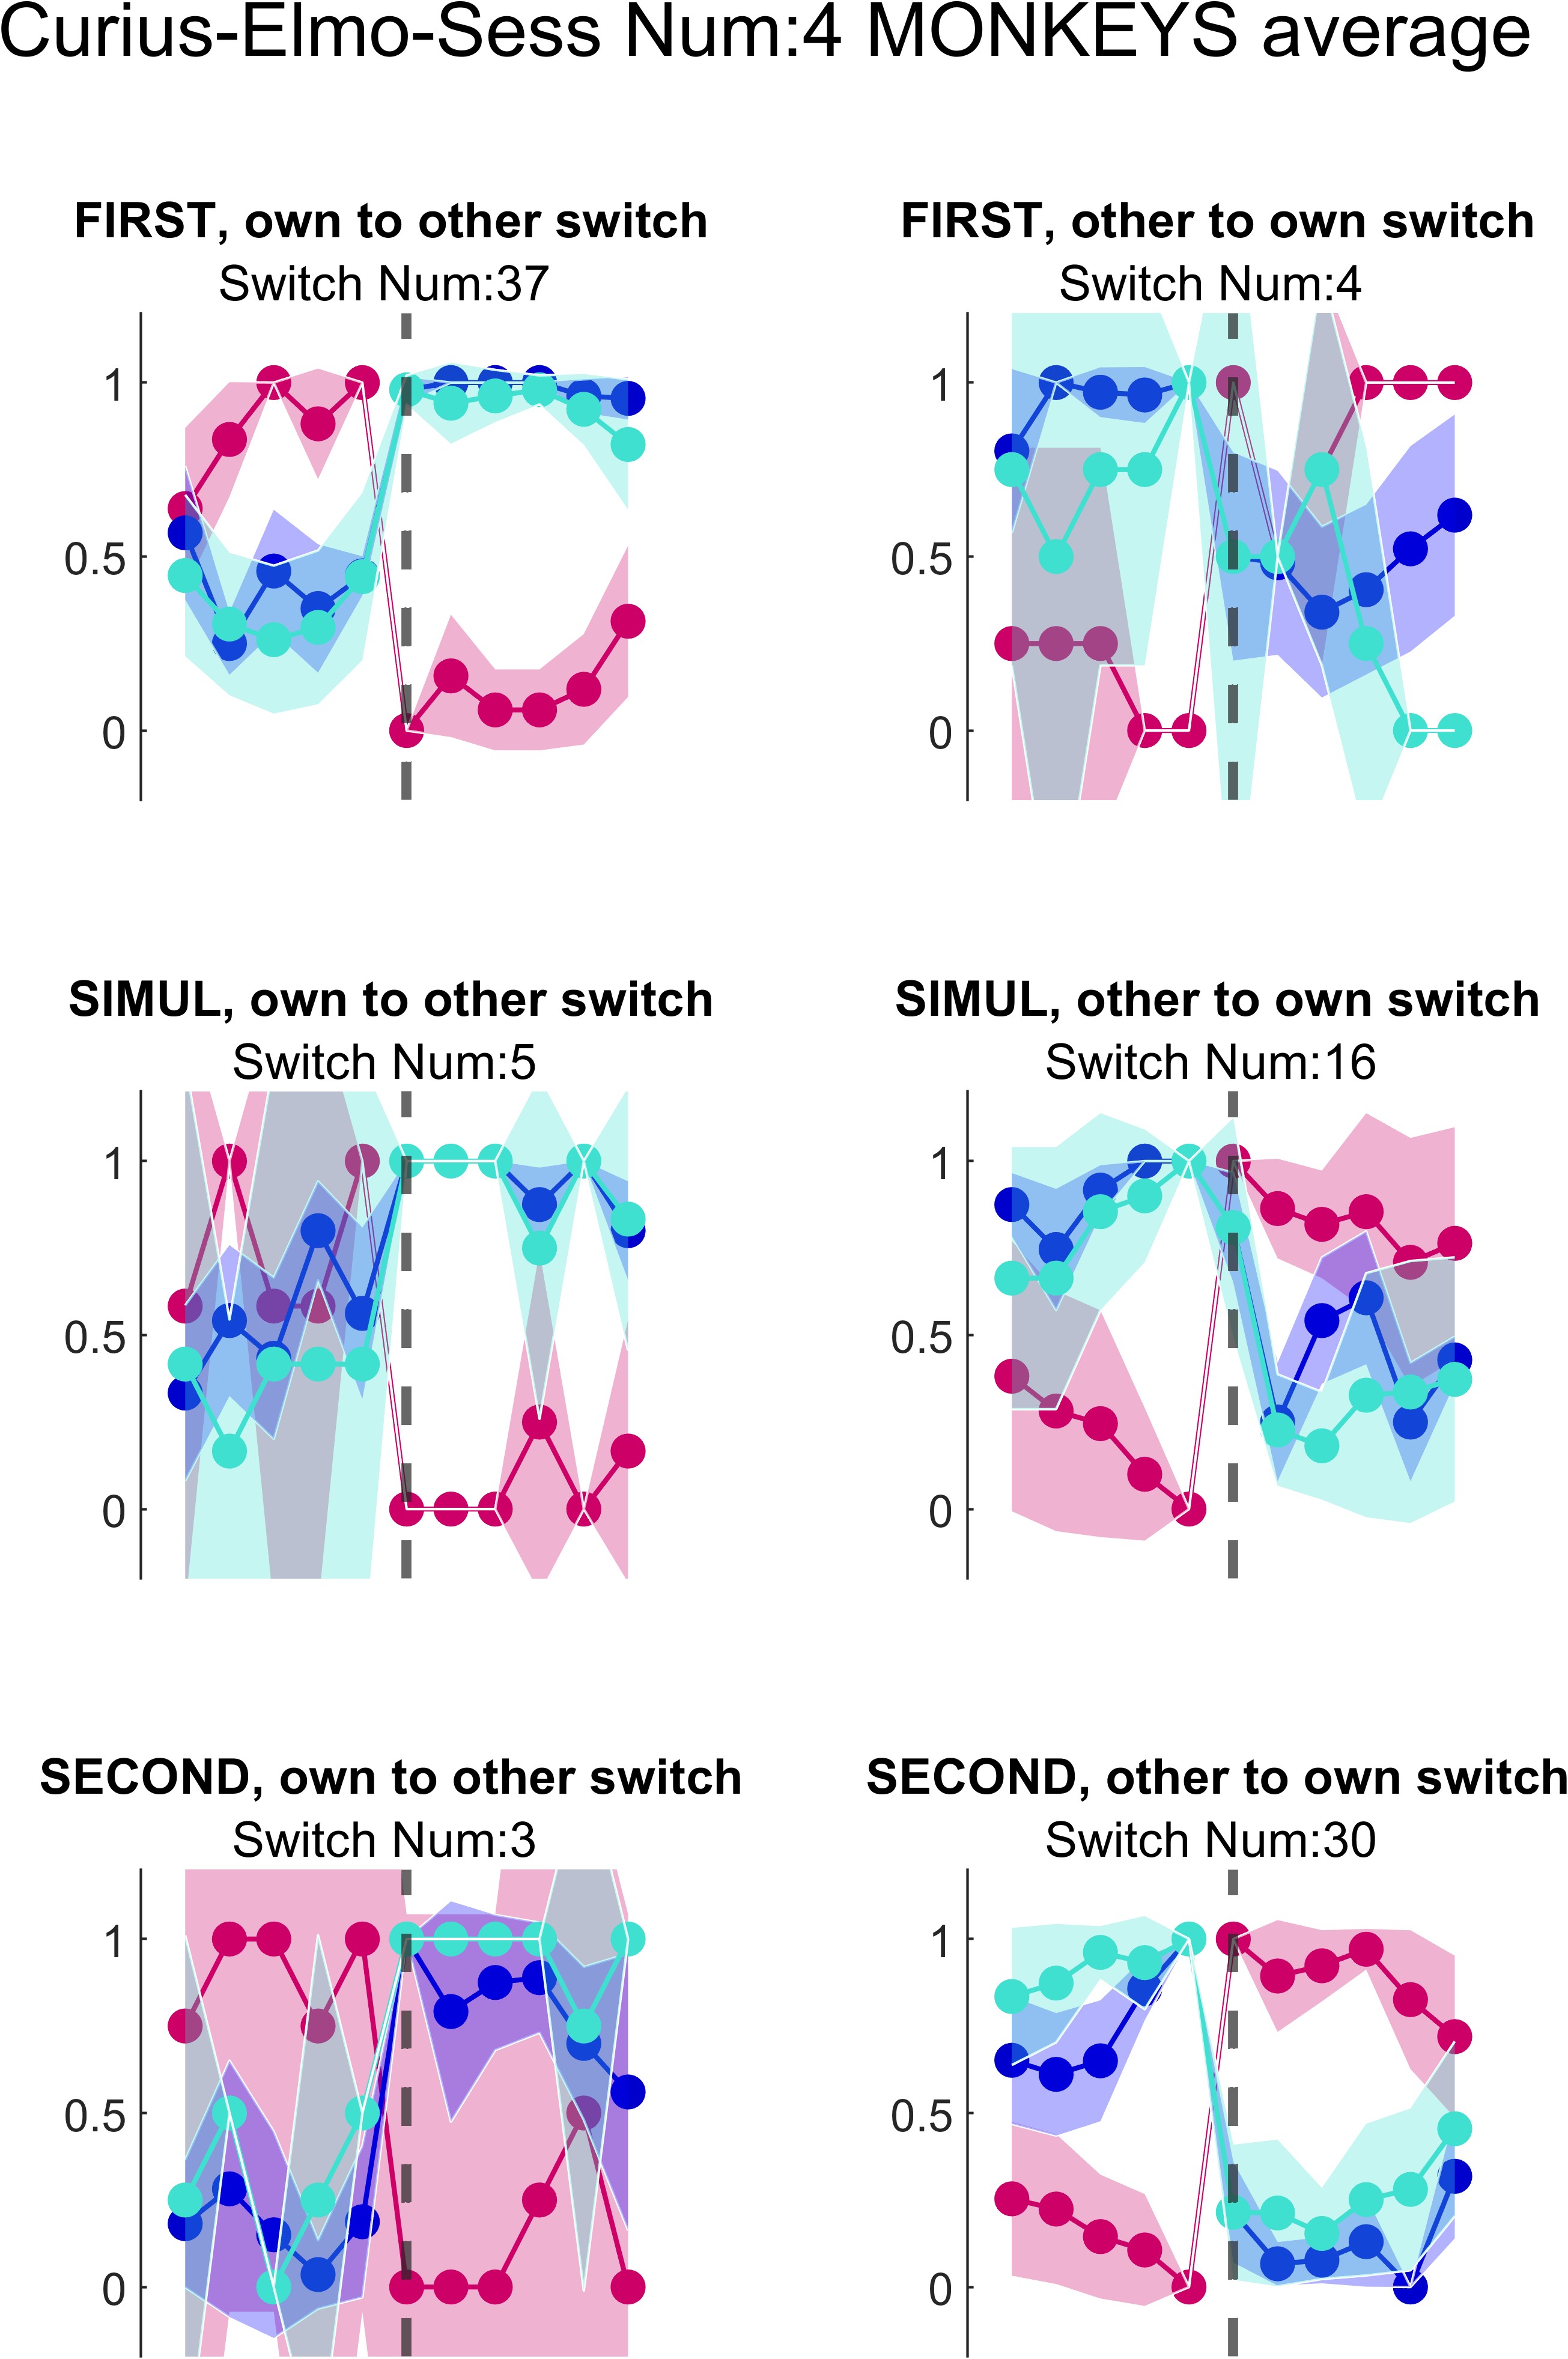 Curius-Elmo-Sess Num:4 MONKEYS average
FIRST, own to other switch
Switch Num:37
1
0.5
0
FIRST, other to own switch
Switch Num:4
1
0.5
0
SIMUL, own to other switch
Switch Num:5
1
0.5
0
SIMUL, other to own switch
Switch Num:16
1
0.5
0
SECOND, own to other switch
Switch Num:3
1
0.5
0
SECOND, other to own switch
Switch Num:30
1
0.5
0